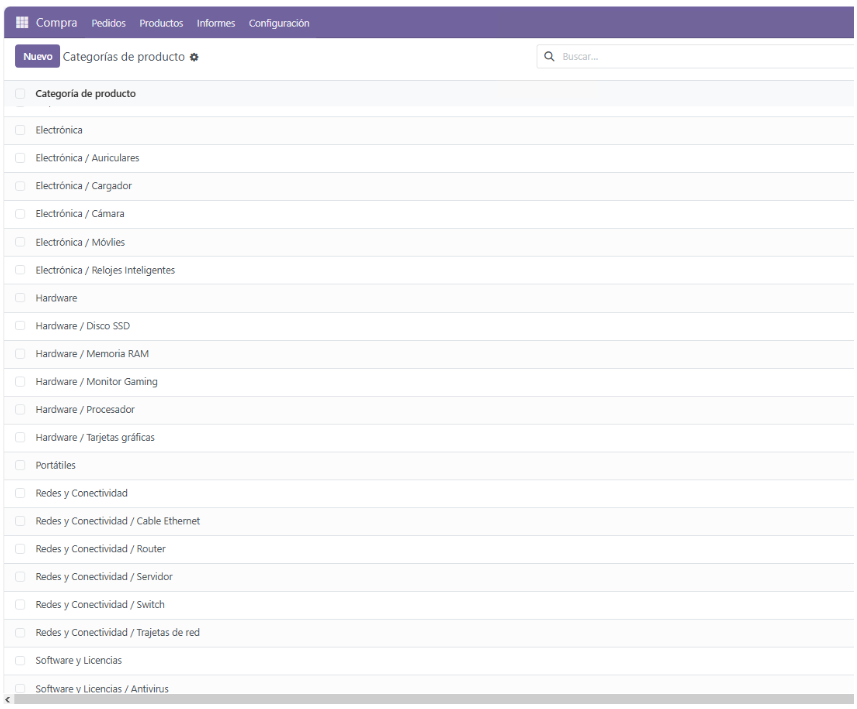 Compra Pedidos Productos Informes Configuración
Nuevo Categorías de producto Buscar...
Categoría de producto
Electrónica
Electrónica / Auriculares
Electrónica / Cargador
Electrónica / Cámara
Electrónica / Móvlies
Electrónica / Relojes Inteligentes
Hardware
Hardware / Disco SSD
Hardware / Memoria RAM
Hardware / Monitor Gaming
Hardware / Procesador
Hardware / Tarjetas gráficas
Portátiles
Redes y Conectividad
Redes y Conectividad / Cable Ethernet
Redes y Conectividad / Router
Redes y Conectividad / Servidor
Redes y Conectividad / Switch
Redes y Conectividad / Trajetas de red
Software y Licencias
Software y Licencias / Antivirus